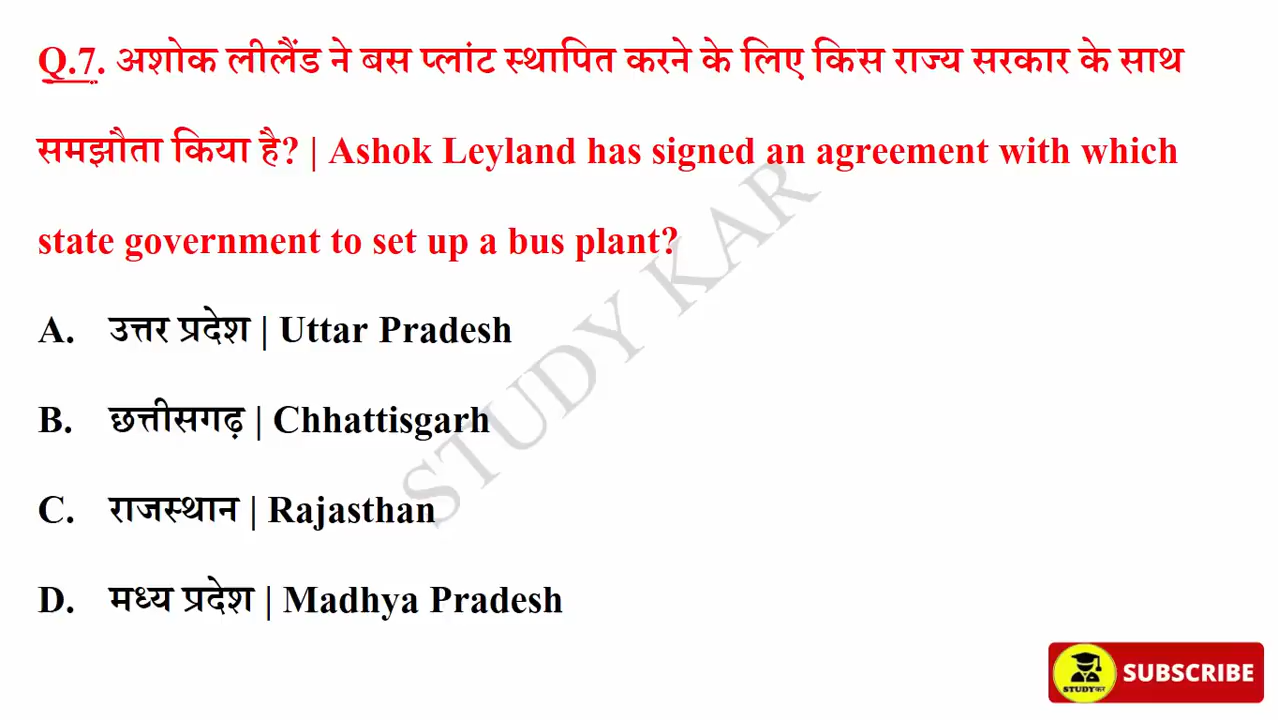 Q.7. अशोक लीलैंड ने बस प्लांट स्थापित करने के लिए किस राज्य सरकार के साथ
समझौता किया है? | Ashok Leyland has signed an agreement with which
state government to set up a bus plant?
A. उत्तर प्रदेश | Uttar Pradesh
B. छत्तीसगढ़ | Chhattisgarh
C. राजस्थान | Rajasthan
D. मध्य प्रदेश | Madhya Pradesh
STUDY KAR
STUDYकर
SUBSCRIBE